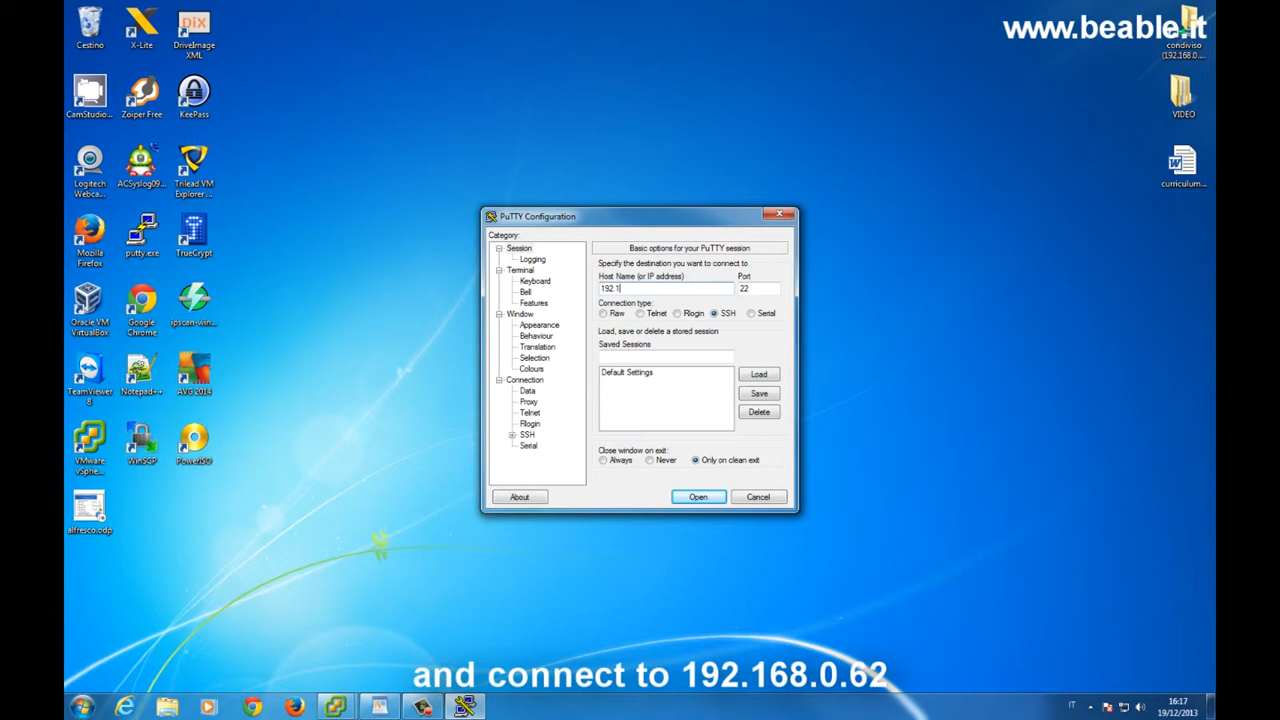 www.beable.it
Cestino
X-Lite
DriveImage
XML
condiviso
(192.168.0....
CamStudio...
Zoiper Free
KeePass
VIDEO
Logitech
Webca...
ACSyslog09...
Trilead VM
Explorer ...
curriculum...
Mozilla
Firefox
putty.exe
TrueCrypt
Oracle VM
VirtualBox
Google
Chrome
ipscan-win...
TeamViewer
8
Notepad++
AVG 2014
VMware
vSphe...
WinSCP
PowerISO
alfresco.odp
PuTTY Configuration
Category:
Session
Logging
Terminal
Keyboard
Bell
Features
Window
Appearance
Behaviour
Translation
Selection
Colours
Connection
Data
Proxy
Telnet
Rlogin
SSH
Serial
Basic options for your PuTTY session
Specify the destination you want to connect to
Host Name (or IP address) Port
192.1 22
Connection type:
Raw Telnet Rlogin SSH Serial
Load, save or delete a stored session
Saved Sessions
Default Settings
Load
Save
Delete
Close window on exit:
Always Never Only on clean exit
About Open Cancel
and connect to 192.168.0.62
IT 16:17
19/12/2013